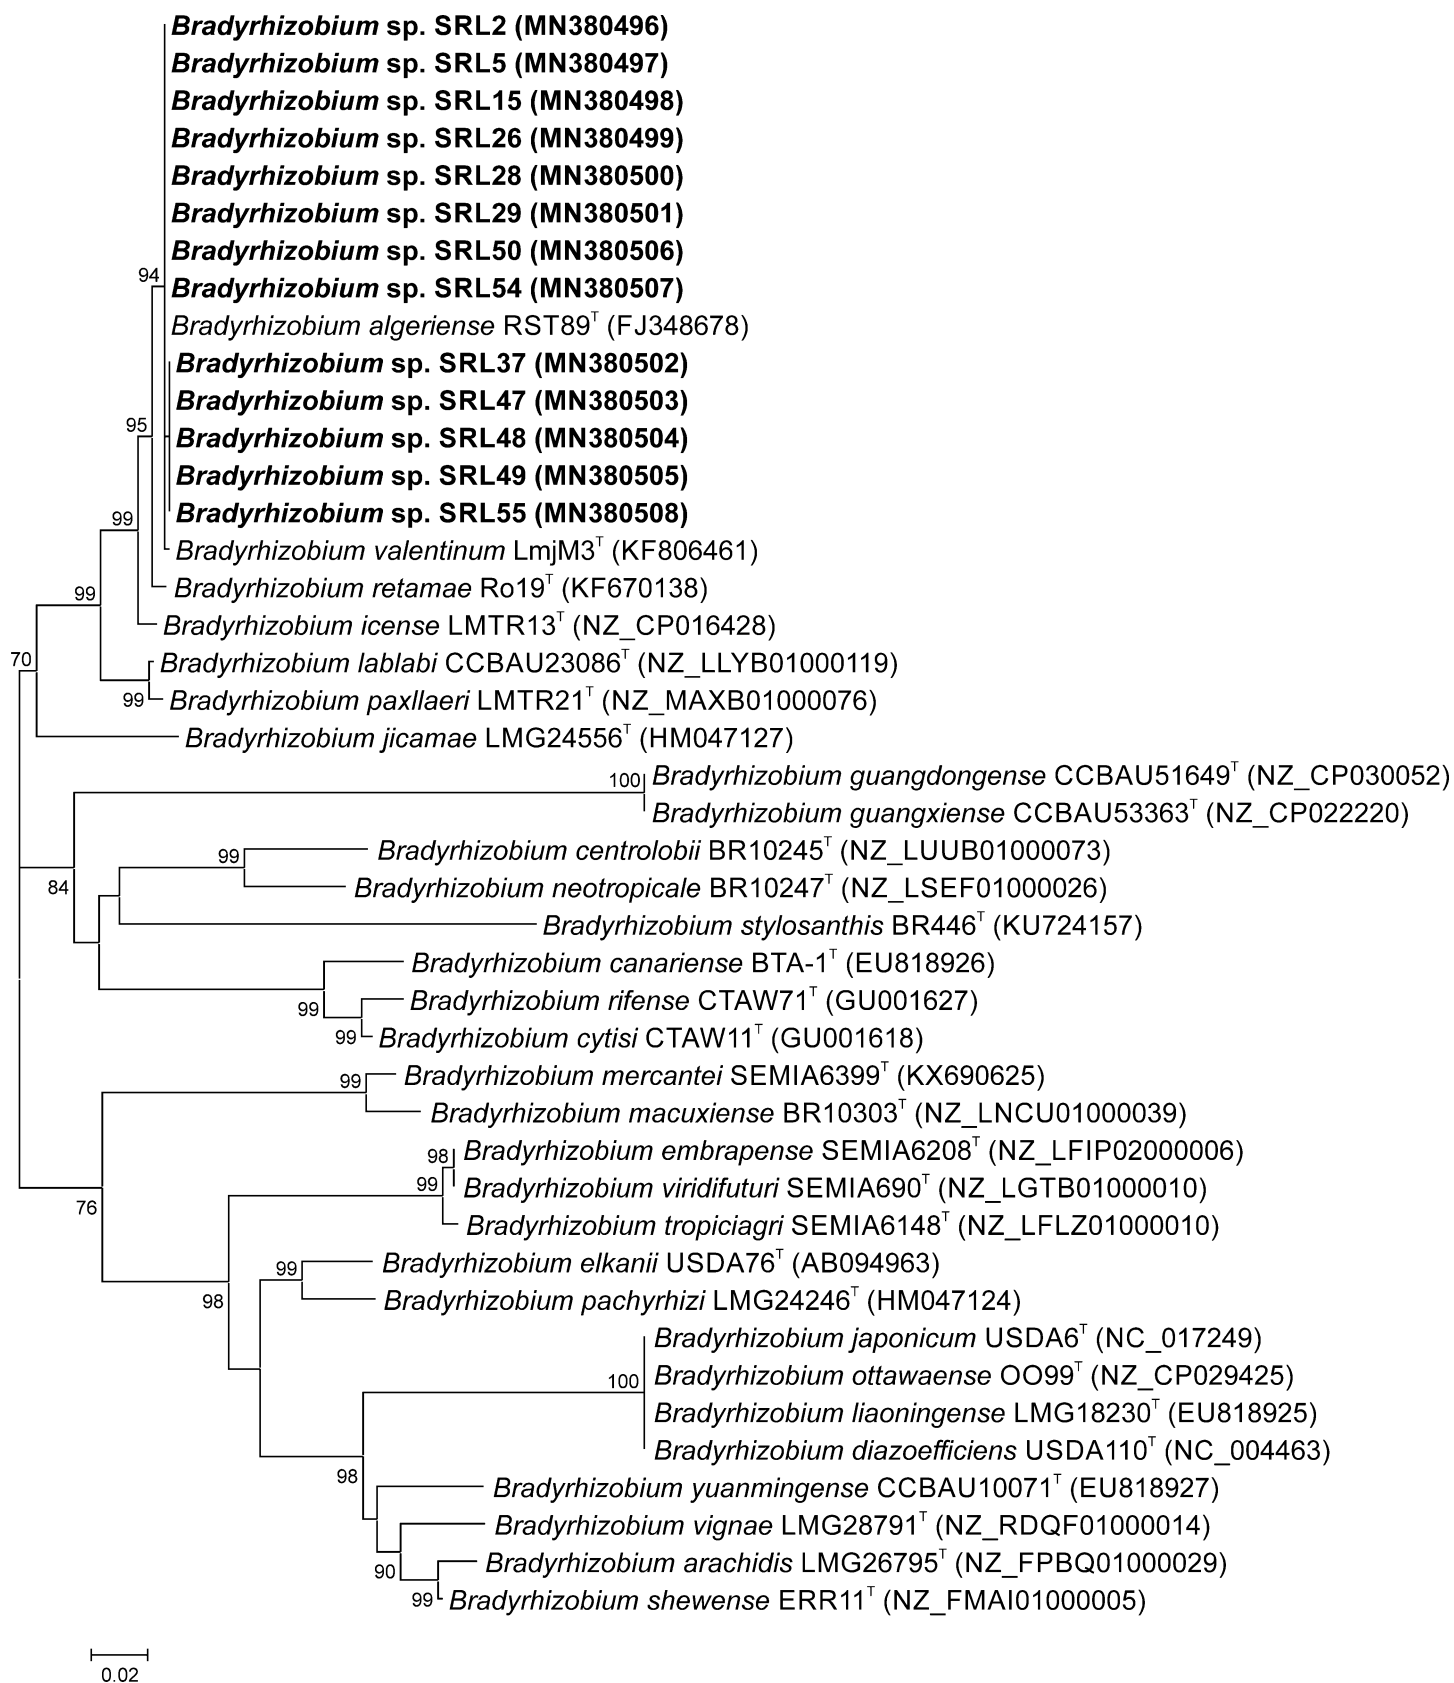 Bradyrhizobium sp. SRL2 (MN380496)
Bradyrhizobium sp. SRL5 (MN380497)
Bradyrhizobium sp. SRL15 (MN380498)
Bradyrhizobium sp. SRL26 (MN380499)
Bradyrhizobium sp. SRL28 (MN380500)
Bradyrhizobium sp. SRL29 (MN380501)
Bradyrhizobium sp. SRL50 (MN380506)
94
Bradyrhizobium sp. SRL54 (MN380507)
Bradyrhizobium algeriense RST89ᵀ (FJ348678)
Bradyrhizobium sp. SRL37 (MN380502)
Bradyrhizobium sp. SRL47 (MN380503)
95
Bradyrhizobium sp. SRL48 (MN380504)
Bradyrhizobium sp. SRL49 (MN380505)
Bradyrhizobium sp. SRL55 (MN380508)
99
Bradyrhizobium valentinum LmjM3ᵀ (KF806461)
Bradyrhizobium retamae Ro19ᵀ (KF670138)
99
Bradyrhizobium icense LMTR13ᵀ (NZ_CP016428)
70
Bradyrhizobium lablabi CCBAU23086ᵀ (NZ_LLYB01000119)
99
Bradyrhizobium paxllaeri LMTR21ᵀ (NZ_MAXB01000076)
Bradyrhizobium jicamae LMG24556ᵀ (HM047127)
100
Bradyrhizobium guangdongense CCBAU51649ᵀ (NZ_CP030052)
Bradyrhizobium guangxiense CCBAU53363ᵀ (NZ_CP022220)
99
Bradyrhizobium centrolobii BR10245ᵀ (NZ_LUUB01000073)
84
Bradyrhizobium neotropicale BR10247ᵀ (NZ_LSEF01000026)
Bradyrhizobium stylosanthis BR446ᵀ (KU724157)
Bradyrhizobium canariense BTA-1ᵀ (EU818926)
99
Bradyrhizobium rifense CTAW71ᵀ (GU001627)
99
Bradyrhizobium cytisi CTAW11ᵀ (GU001618)
99
Bradyrhizobium mercantei SEMIA6399ᵀ (KX690625)
Bradyrhizobium macuxiense BR10303ᵀ (NZ_LNCU01000039)
98
Bradyrhizobium embrapense SEMIA6208ᵀ (NZ_LFIP02000006)
99
Bradyrhizobium viridifuturi SEMIA690ᵀ (NZ_LGTB01000010)
76
Bradyrhizobium tropiciagri SEMIA6148ᵀ (NZ_LFLZ01000010)
99
Bradyrhizobium elkanii USDA76ᵀ (AB094963)
98
Bradyrhizobium pachyrhizi LMG24246ᵀ (HM047124)
Bradyrhizobium japonicum USDA6ᵀ (NC_017249)
100
Bradyrhizobium ottawaense OO99ᵀ (NZ_CP029425)
Bradyrhizobium liaoningense LMG18230ᵀ (EU818925)
Bradyrhizobium diazoefficiens USDA110ᵀ (NC_004463)
98
Bradyrhizobium yuanmingense CCBAU10071ᵀ (EU818927)
Bradyrhizobium vignae LMG28791ᵀ (NZ_RDQF01000014)
90
Bradyrhizobium arachidis LMG26795ᵀ (NZ_FPBQ01000029)
99
Bradyrhizobium shewense ERR11ᵀ (NZ_FMAI01000005)
0.02